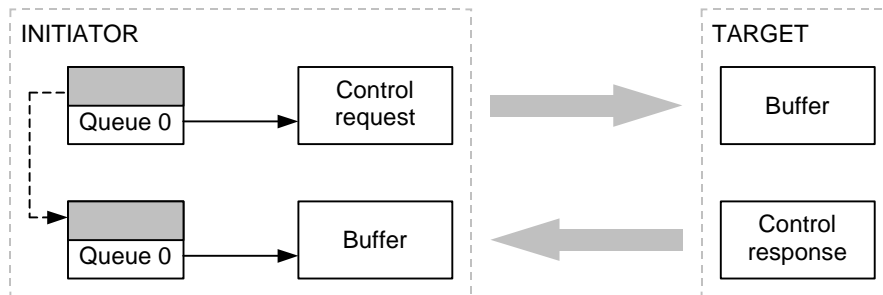 INITIATOR
TARGET
Queue 0
Control
request
Buffer
Queue 0
Buffer
Control
response